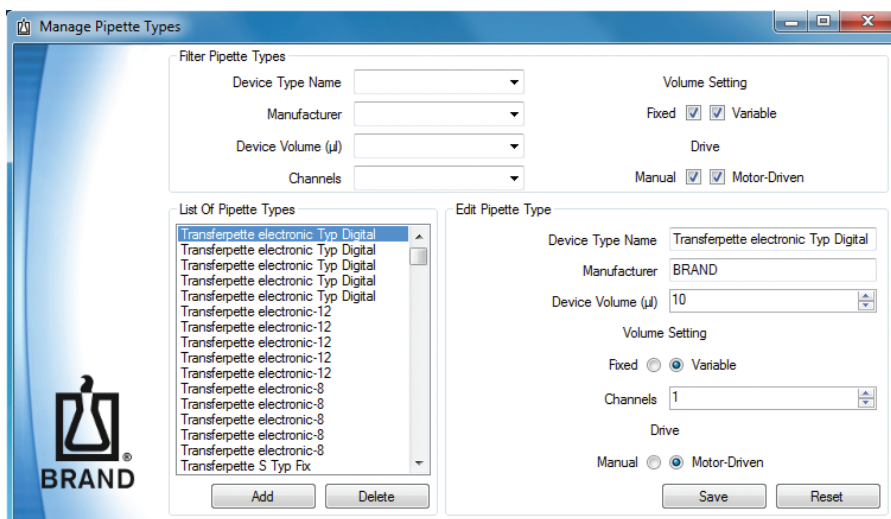 Manage Pipette Types
Filter Pipette Types
Device Type Name
Manufacturer
Device Volume (µl)
Channels
Volume Setting
Fixed Variable
Drive
Manual Motor-Driven
List Of Pipette Types
Transferpette electronic Typ Digital
Transferpette electronic Typ Digital
Transferpette electronic Typ Digital
Transferpette electronic Typ Digital
Transferpette electronic Typ Digital
Transferpette electronic-12
Transferpette electronic-12
Transferpette electronic-12
Transferpette electronic-12
Transferpette electronic-12
Transferpette electronic-8
Transferpette electronic-8
Transferpette electronic-8
Transferpette electronic-8
Transferpette electronic-8
Transferpette S Typ Fix
Add Delete
Edit Pipette Type
Device Type Name Transferpette electronic Typ Digital
Manufacturer BRAND
Device Volume (µl) 10
Volume Setting
Fixed Variable
Channels 1
Drive
Manual Motor-Driven
Save Reset
®
BRAND